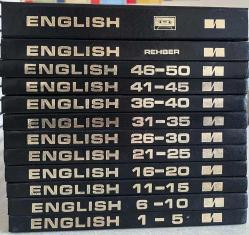 ENGLISH
ENGLISH REHBER
ENGLISH 46-50
ENGLISH 41-45
ENGLISH 36-40
ENGLISH 31-35
ENGLISH 26-30
ENGLISH 21-25
ENGLISH 16-20
ENGLISH 11-15
ENGLISH 6-10
ENGLISH 1-5